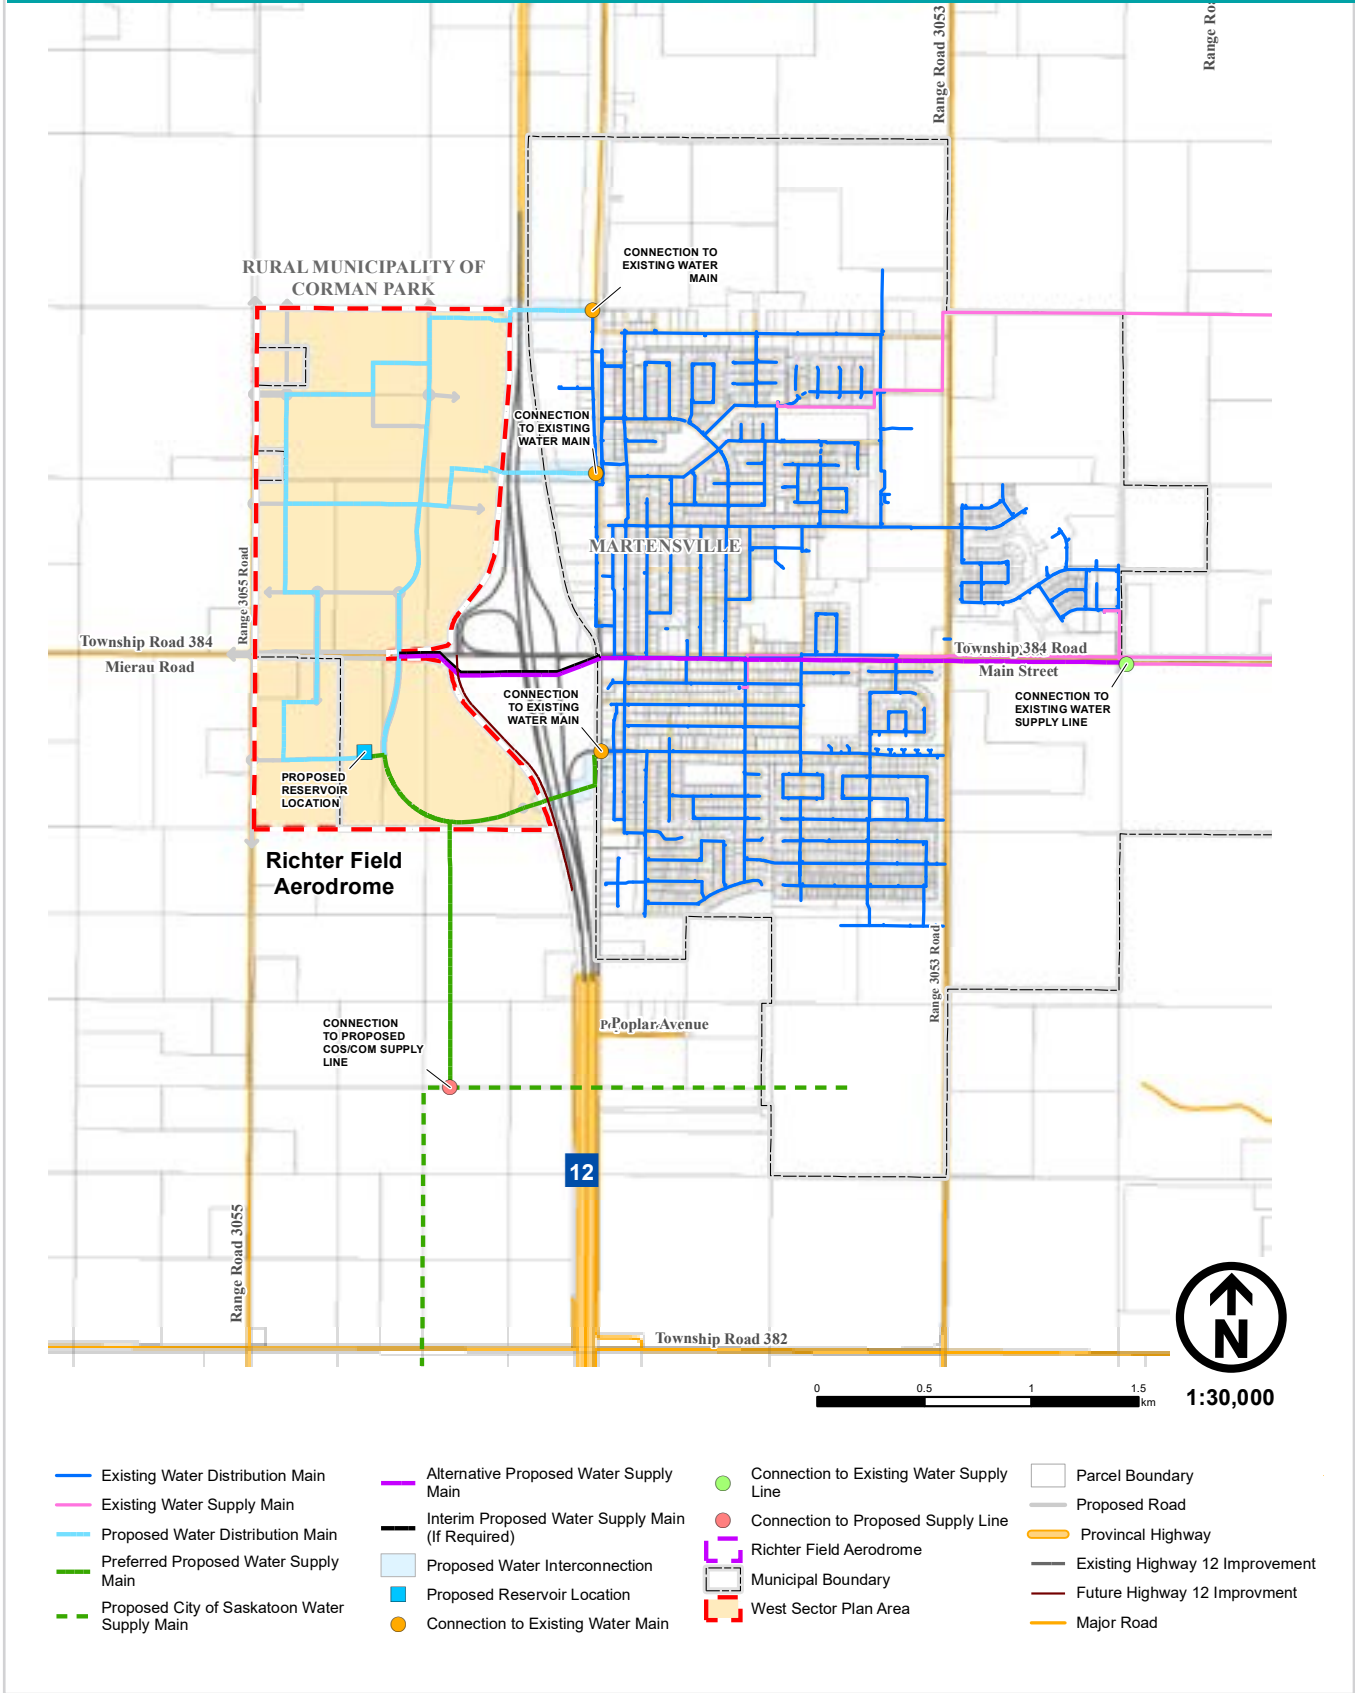 Range Road 3053
Range Ro
RURAL MUNICIPALITY OF
CORMAN PARK
CONNECTION TO
EXISTING WATER
MAIN
CONNECTION
TO EXISTING
WATER MAIN
MARTENSVILLE
Range 3055 Road
Township Road 384
Mierau Road
Township 384 Road
Main Street
CONNECTION
TO EXISTING
WATER MAIN
CONNECTION TO
EXISTING WATER
SUPPLY LINE
PROPOSED
RESERVOIR
LOCATION
Richter Field
Aerodrome
Range 3053 Road
CONNECTION
TO PROPOSED
COS/COM SUPPLY
LINE
Poplar Avenue
12
Range Road 3055
Township Road 382
N
0 0.5 1 1.5
km
1:30,000
Existing Water Distribution Main
Existing Water Supply Main
Proposed Water Distribution Main
Preferred Proposed Water Supply
Main
Proposed City of Saskatoon Water
Supply Main
Alternative Proposed Water Supply
Main
Interim Proposed Water Supply Main
(If Required)
Proposed Water Interconnection
Proposed Reservoir Location
Connection to Existing Water Main
Connection to Existing Water Supply
Line
Connection to Proposed Supply Line
Richter Field Aerodrome
Municipal Boundary
West Sector Plan Area
Parcel Boundary
Proposed Road
Provincal Highway
Existing Highway 12 Improvement
Future Highway 12 Improvment
Major Road